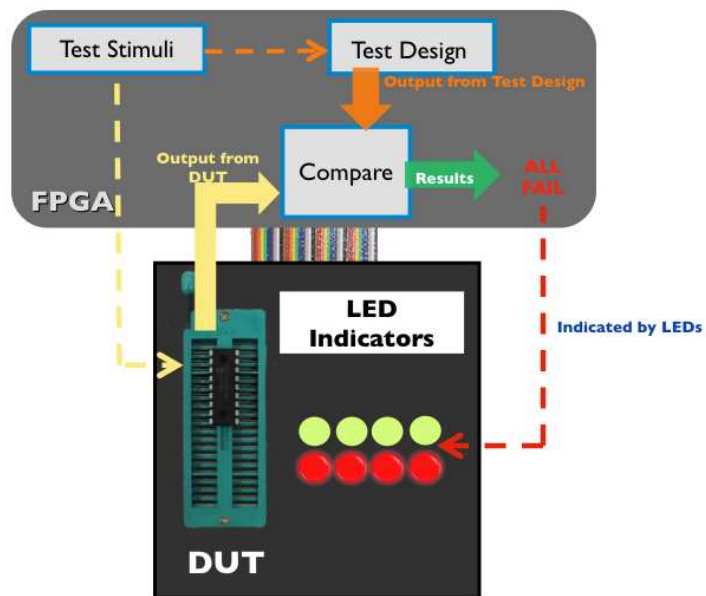 Test Stimuli
Test Design
Output from Test Design
Output from
DUT
Compare
Results
ALL
FAIL
FPGA
LED
Indicators
Indicated by LEDs
DUT